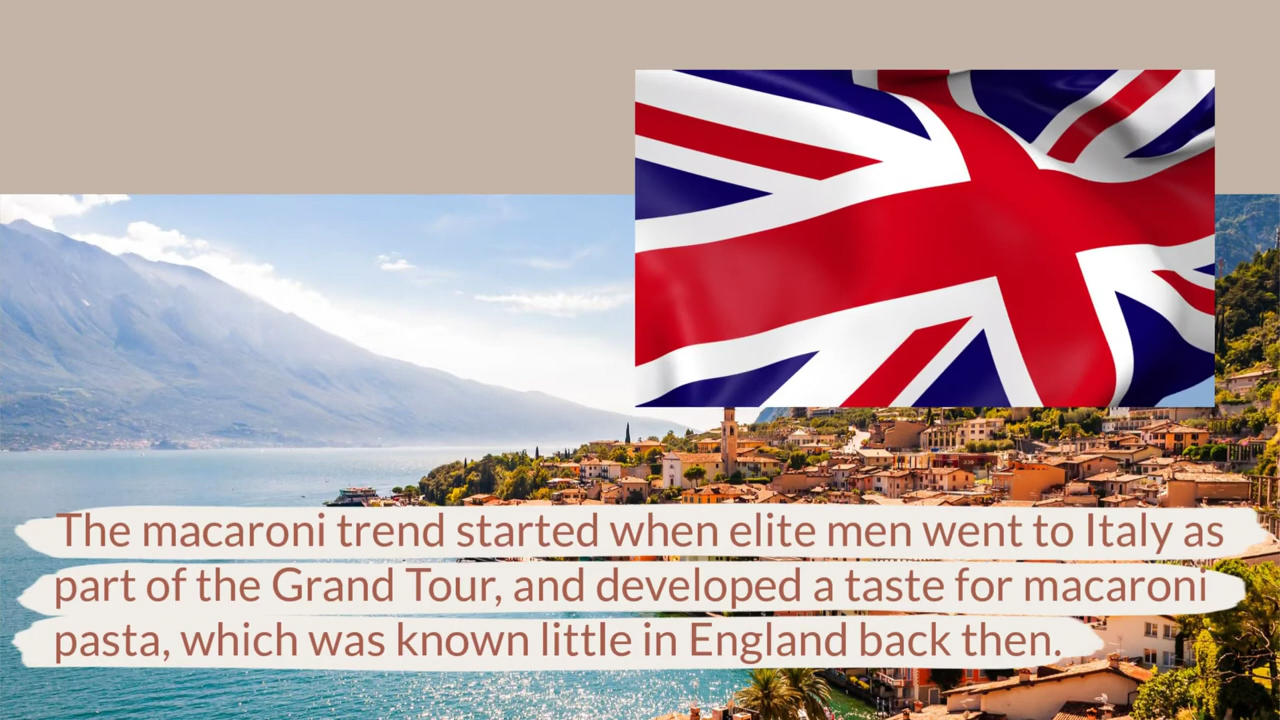 The macaroni trend started when elite men went to Italy as
part of the Grand Tour, and developed a taste for macaroni
pasta, which was known little in England back then.